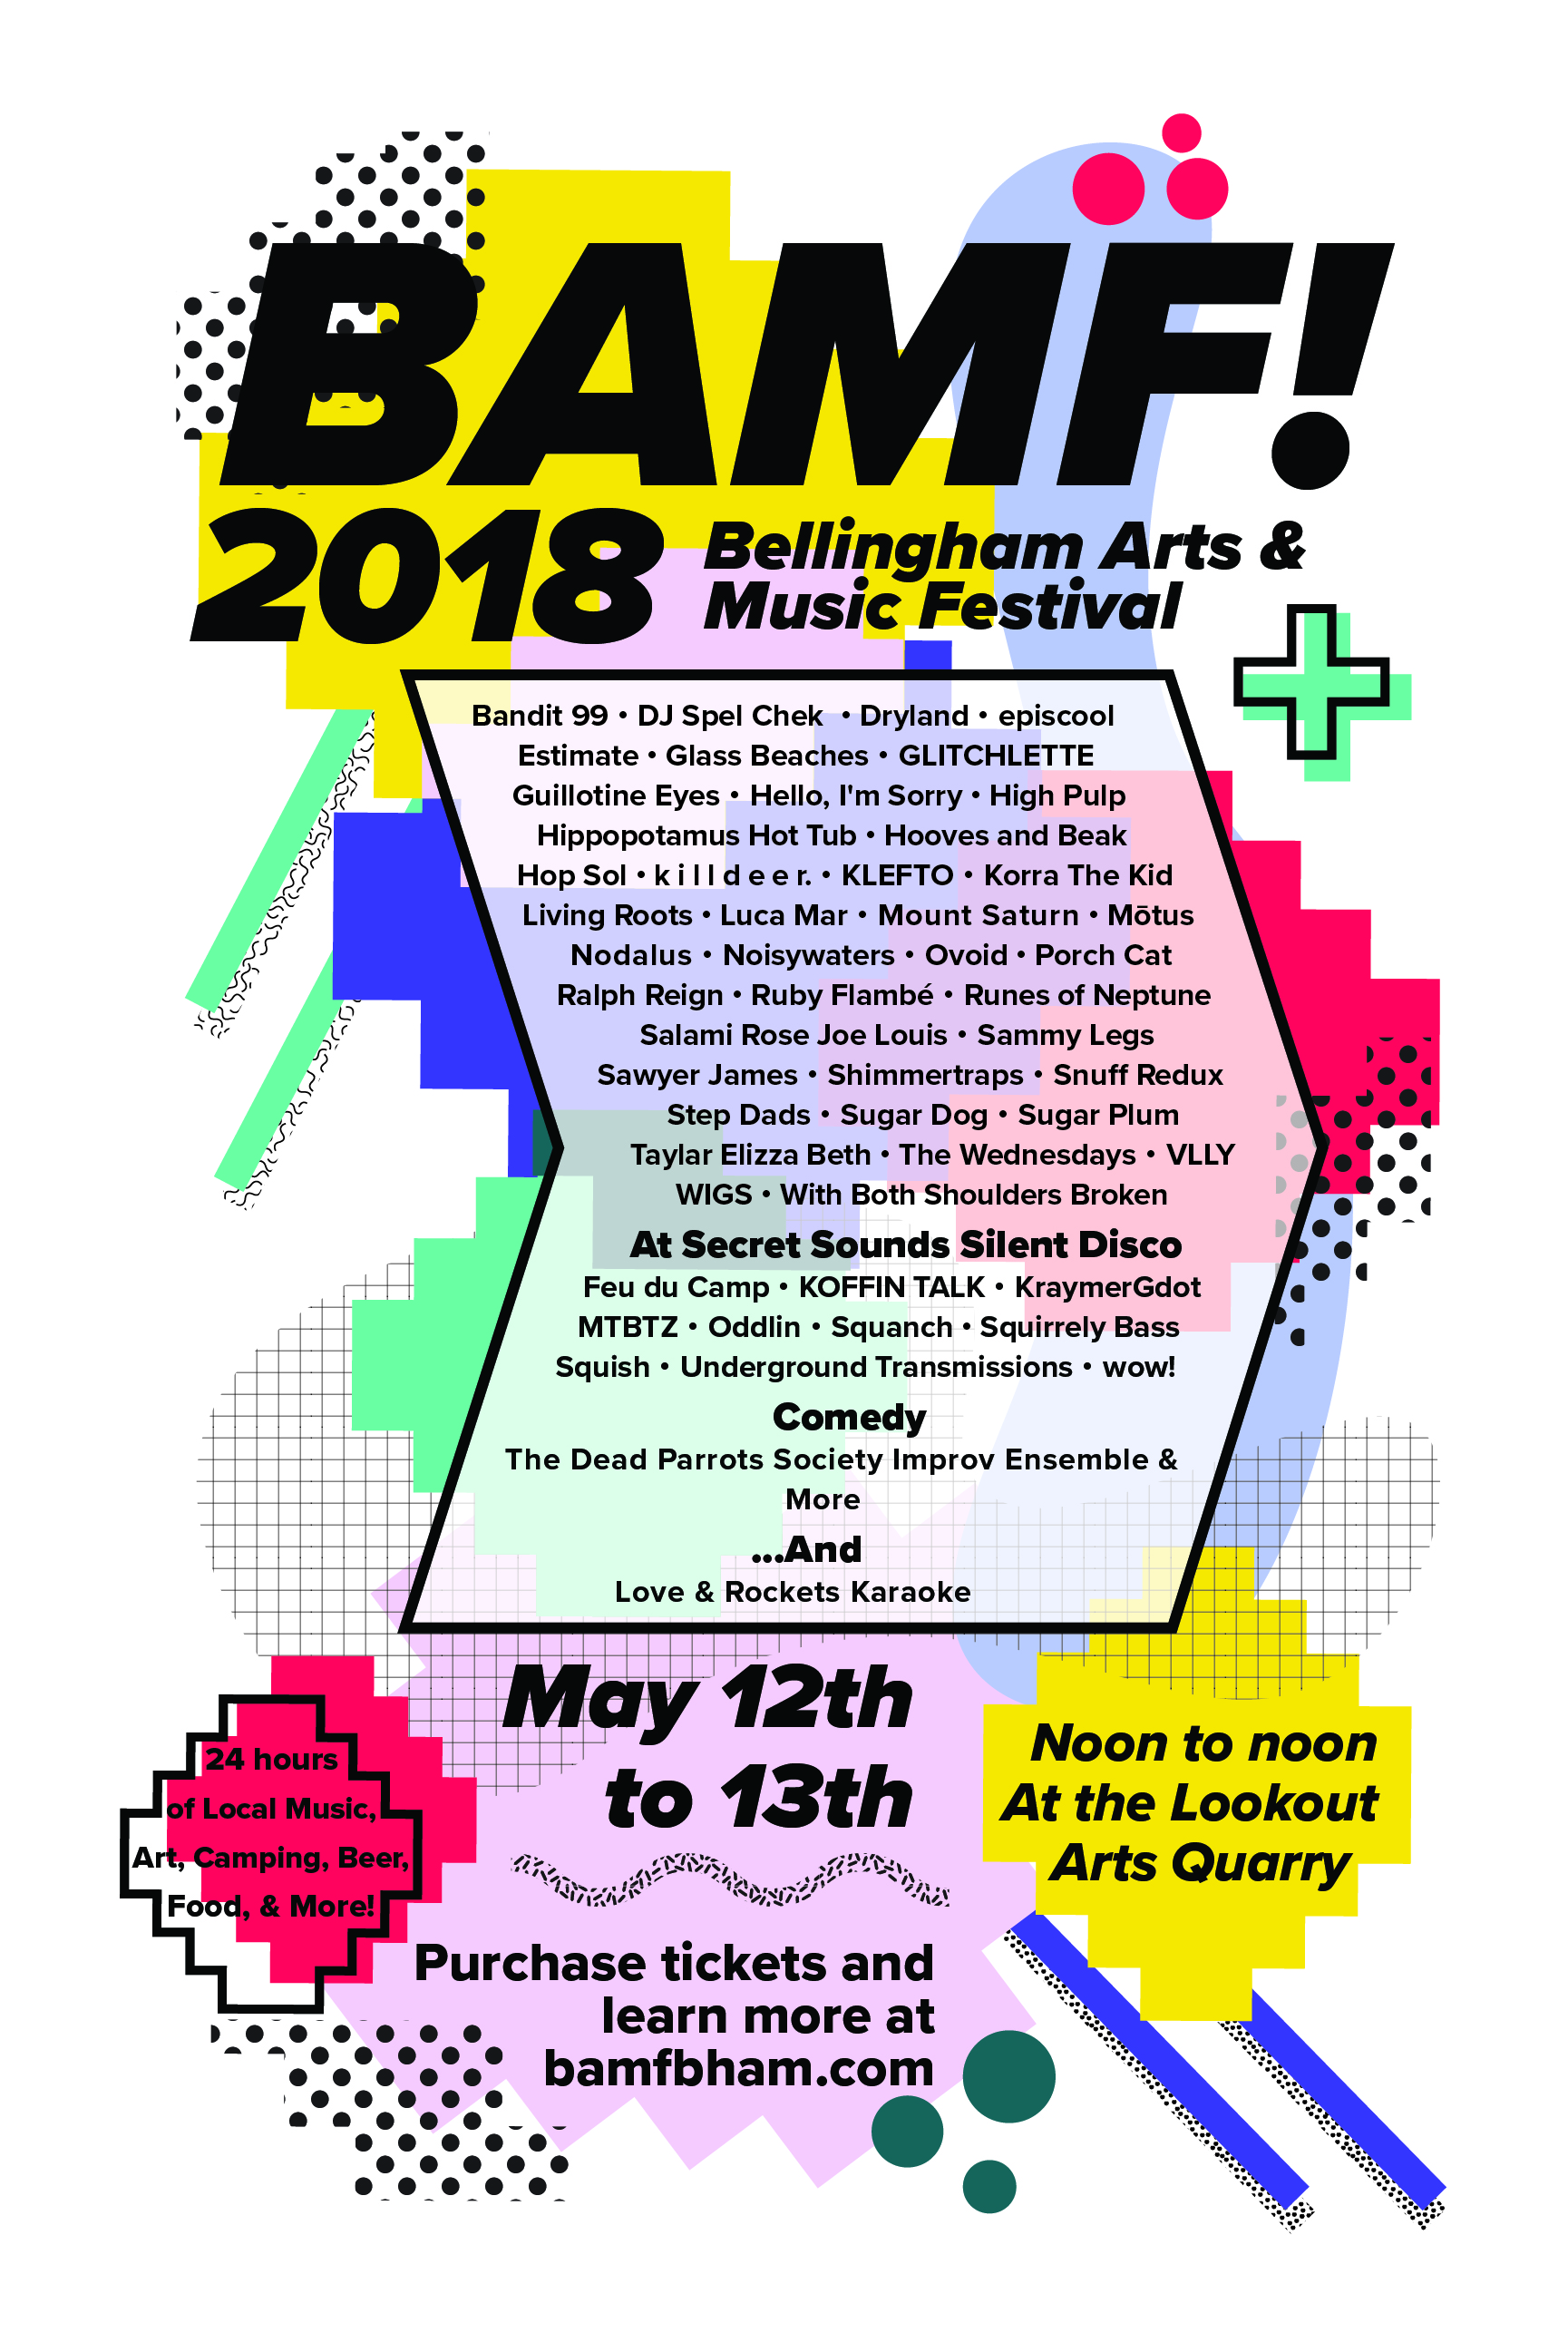 BAMF!
2018
Bellingham Arts &
Music Festival
Bandit 99 • DJ Spel Chek • Dryland • episcool
Estimate • Glass Beaches • GLITCHLETTE
Guillotine Eyes • Hello, I'm Sorry • High Pulp
Hippopotamus Hot Tub • Hooves and Beak
Hop Sol • k i l l d e e r. • KLEFTO • Korra The Kid
Living Roots • Luca Mar • Mount Saturn • Mōtus
Nodalus • Noisywaters • Ovoid • Porch Cat
Ralph Reign • Ruby Flambé • Runes of Neptune
Salami Rose Joe Louis • Sammy Legs
Sawyer James • Shimmertraps • Snuff Redux
Step Dads • Sugar Dog • Sugar Plum
Taylar Elizza Beth • The Wednesdays • VLLY
WIGS • With Both Shoulders Broken
At Secret Sounds Silent Disco
Feu du Camp • KOFFIN TALK • KraymerGdot
MTBTZ • Oddlin • Squanch • Squirrely Bass
Squish • Underground Transmissions • wow!
Comedy
The Dead Parrots Society Improv Ensemble &
More
...And
Love & Rockets Karaoke
May 12th
to 13th
Noon to noon
At the Lookout
Arts Quarry
24 hours
of Local Music,
Art, Camping, Beer,
Food, & More!
Purchase tickets and
learn more at
bamfbham.com